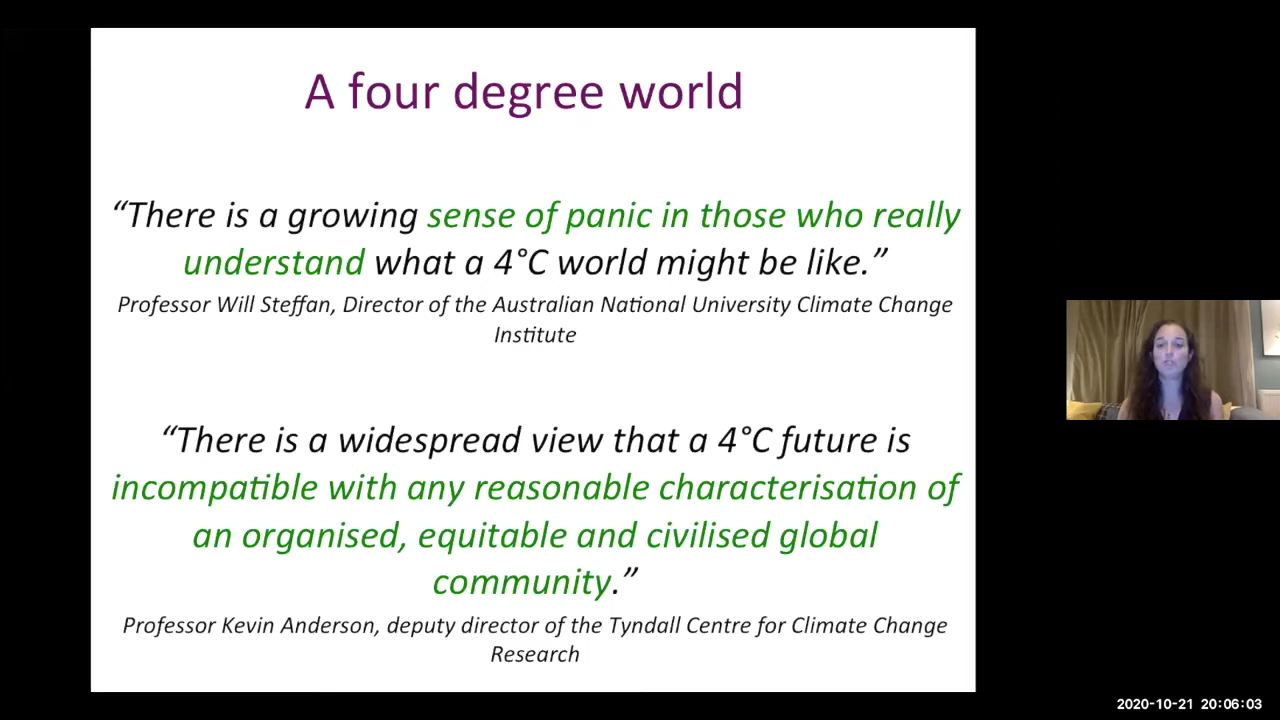 A four degree world
“There is a growing sense of panic in those who really
understand what a 4°C world might be like.”
Professor Will Steffan, Director of the Australian National University Climate Change
Institute
“There is a widespread view that a 4°C future is
incompatible with any reasonable characterisation of
an organised, equitable and civilised global
community.”
Professor Kevin Anderson, deputy director of the Tyndall Centre for Climate Change
Research
2020-10-21 20:06:03